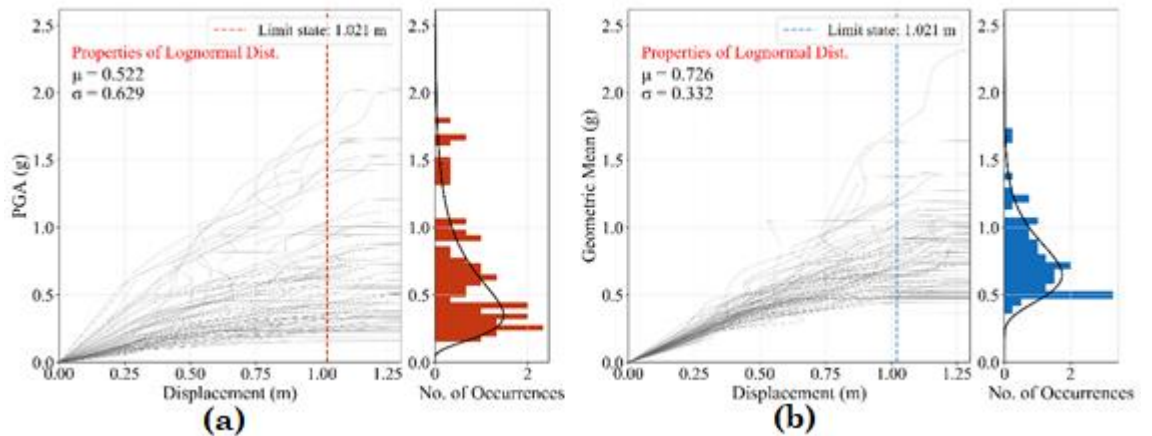 2.5
2.0
1.5
1.0
0.5
0.0
PGA (g)
Limit state: 1.021 m
Properties of Lognormal Dist.
μ = 0.522
σ = 0.629
0.00 0.25 0.50 0.75 1.00 1.25
Displacement (m)
2.5
2.0
1.5
1.0
0.5
0.0
2
No. of Occurrences
(a)
2.5
2.0
1.5
1.0
0.5
0.0
Geometric Mean (g)
Limit state: 1.021 m
Properties of Lognormal Dist.
μ = 0.726
σ = 0.332
0.00 0.25 0.50 0.75 1.00 1.25
Displacement (m)
2.5
2.0
1.5
1.0
0.5
0.0
0 2
No. of Occurrences
(b)